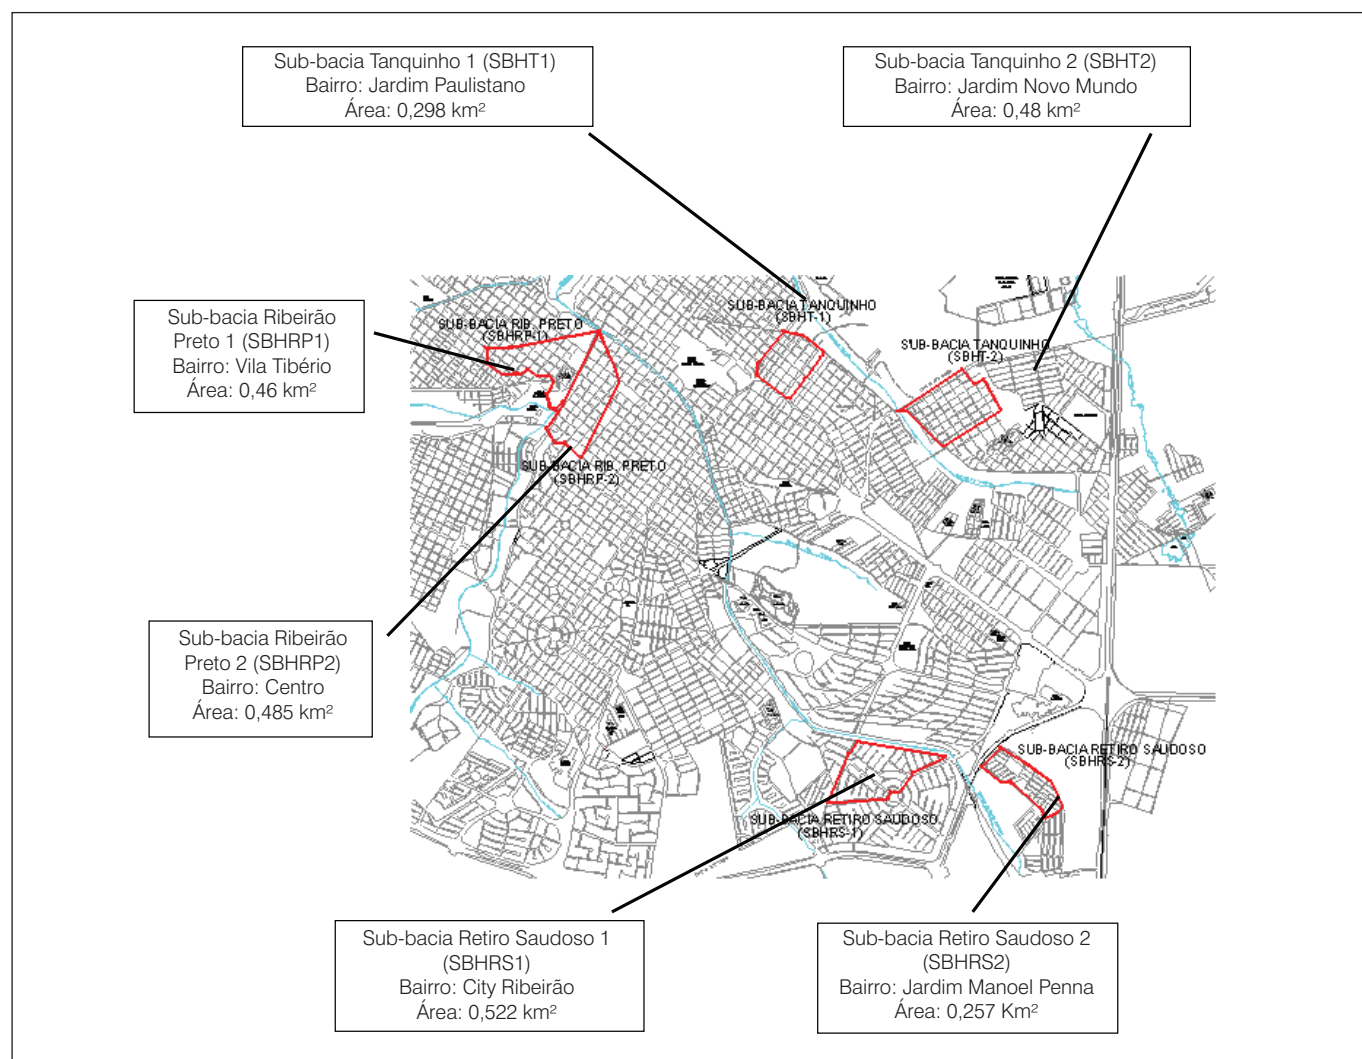 Sub-bacia Tanquinho 1 (SBHT1)
Bairro: Jardim Paulistano
Área: 0,298 km²
Sub-bacia Tanquinho 2 (SBHT2)
Bairro: Jardim Novo Mundo
Área: 0,48 km²
Sub-bacia Ribeirão
Preto 1 (SBHRP1)
Bairro: Vila Tibério
Área: 0,46 km²
SUB-BACIA RIB. PRETO
(SBHRP-1)
SUB-BACIA TANQUINHO
(SBHT-1)
SUB-BACIA TANQUINHO
(SBHT-2)
SUB-BACIA RIB. PRETO
(SBHRP-2)
Sub-bacia Ribeirão
Preto 2 (SBHRP2)
Bairro: Centro
Área: 0,485 km²
SUB-BACIA RETIRO SAUDOSO
(SBHRS-2)
SUB-BACIA RETIRO SAUDOSO
(SBHRS-1)
Sub-bacia Retiro Saudoso 1
(SBHRS1)
Bairro: City Ribeirão
Área: 0,522 km²
Sub-bacia Retiro Saudoso 2
(SBHRS2)
Bairro: Jardim Manoel Penna
Área: 0,257 Km²